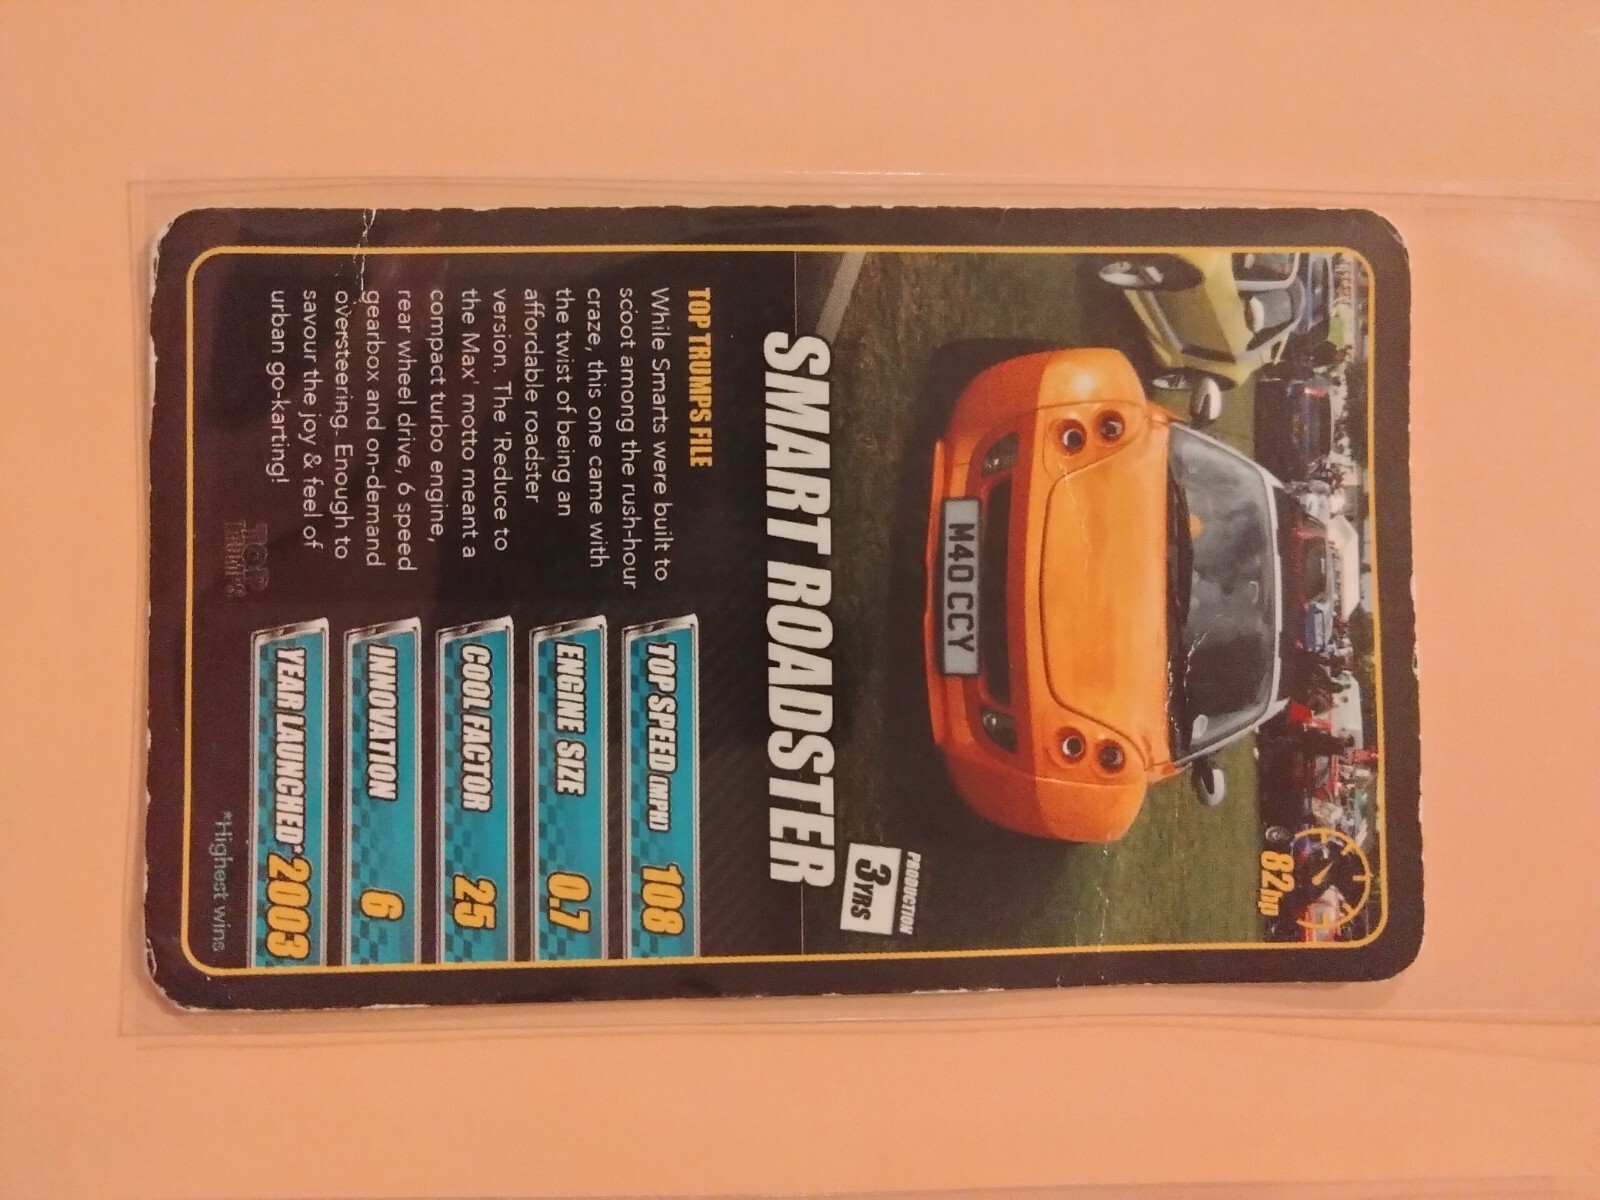 82hp
M40 CCY
PRODUCTION
3 YRS
SMART ROADSTER
TOP TRUMPS FILE
While Smarts were built to
scoot among the rush-hour
craze, this one came with
the twist of being an
affordable roadster
version. The 'Reduce to
the Max' motto meant a
compact turbo engine,
rear wheel drive, 6 speed
gearbox and on-demand
oversteering. Enough to
savour the joy & feel of
urban go-karting!
TOP
TRUMPS
TOP SPEED (MPH) 108
ENGINE SIZE 0.7
COOL FACTOR 25
INNOVATION 6
YEAR LAUNCHED* 2003
*Highest wins